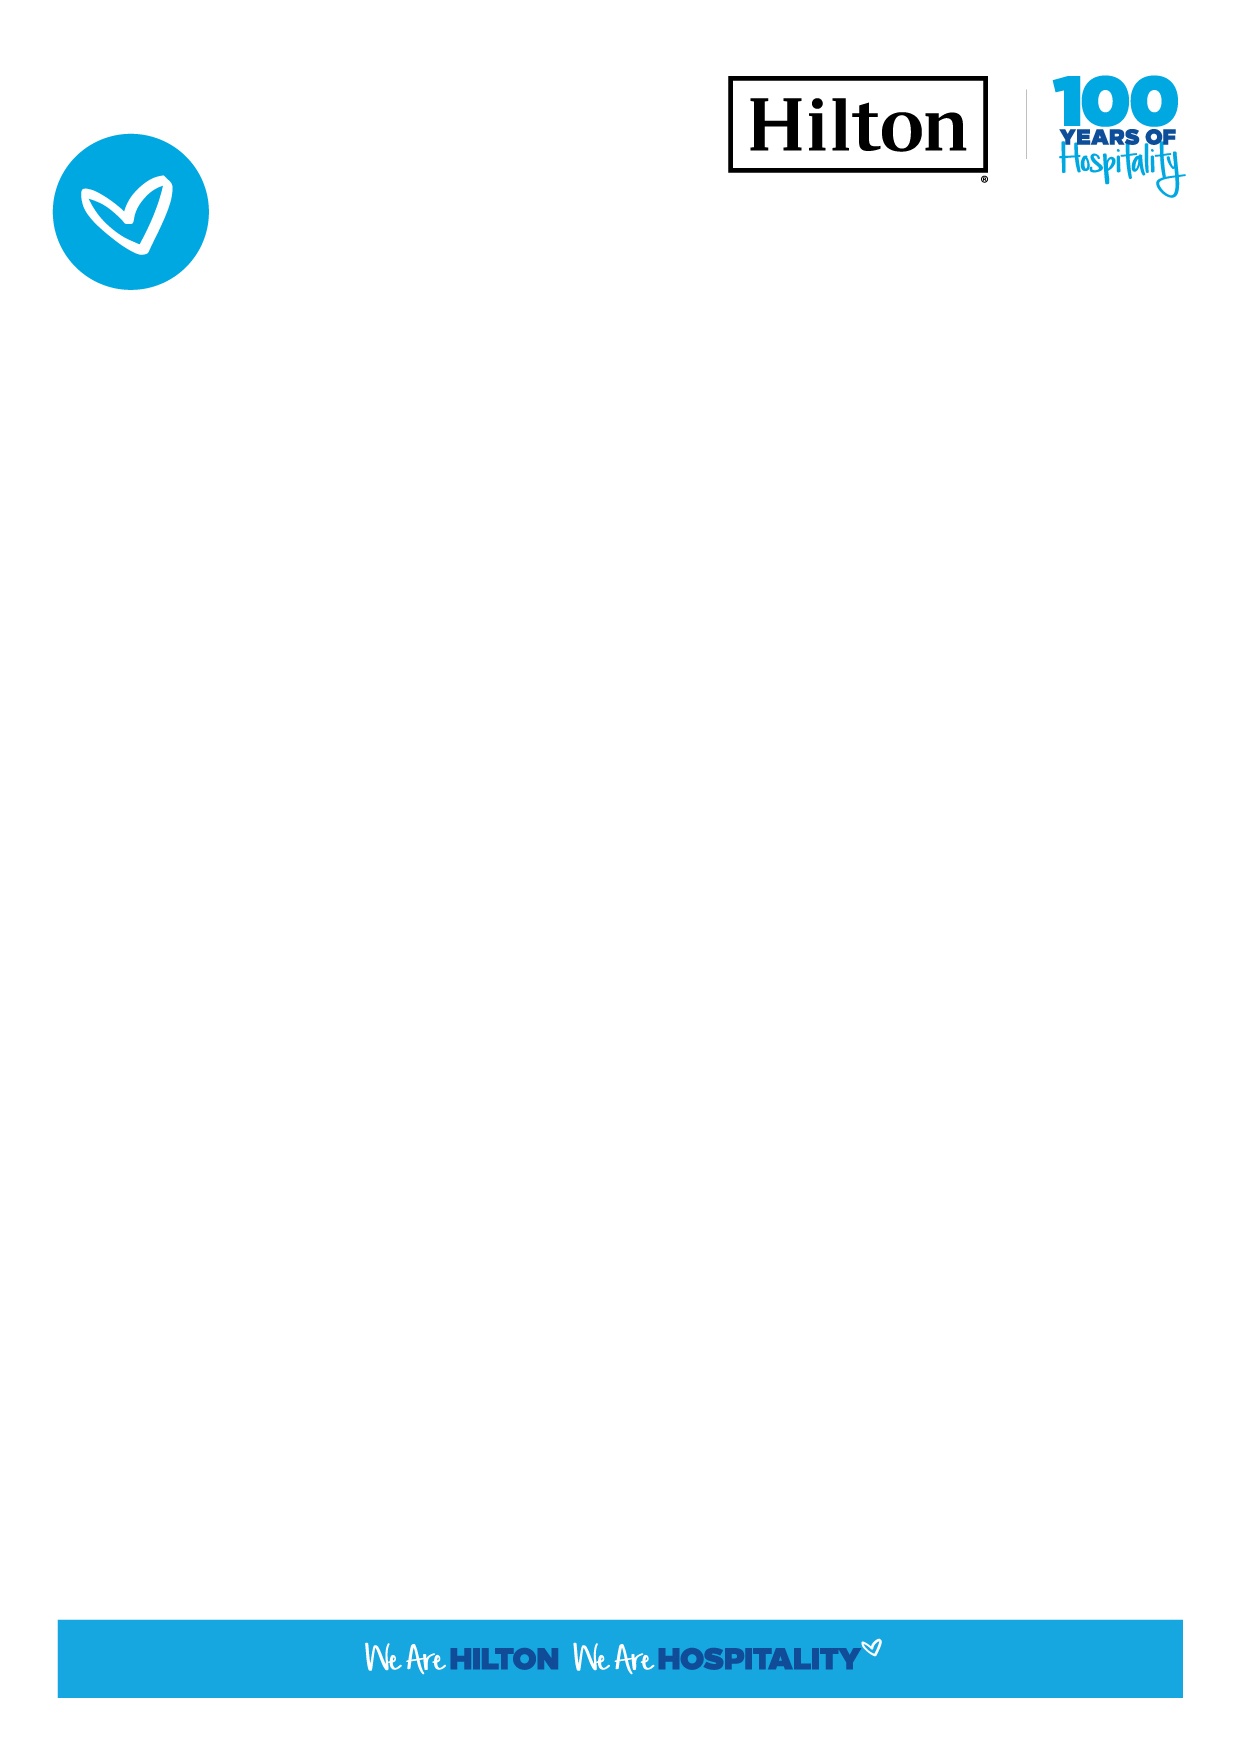 Hilton
®
100
YEARS OF
Hospitality
We Are HILTON We Are HOSPITALITY